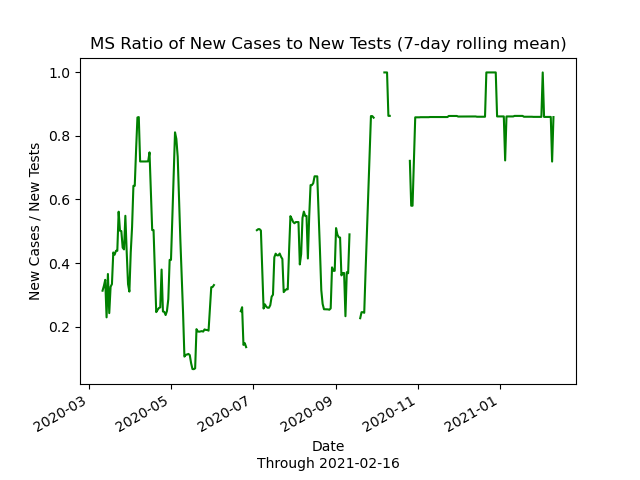 MS Ratio of New Cases to New Tests (7-day rolling mean)
New Cases / New Tests
1.0
0.8
0.6
0.4
0.2
2020-03
2020-05
2020-07
2020-09
2020-11
2021-01
Date
Through 2021-02-16